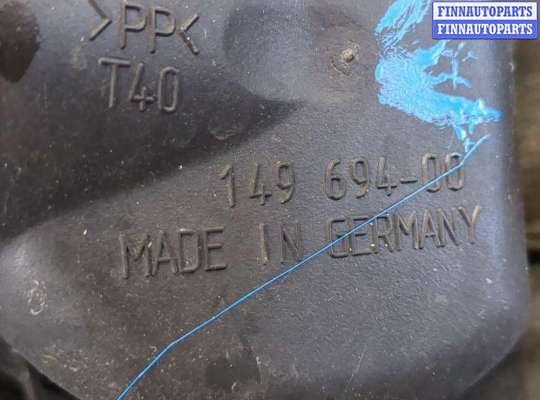 FINNAUTOPARTS
FINNAUTOPARTS
>PP<
T40
149 694-00
MADE IN GERMANY